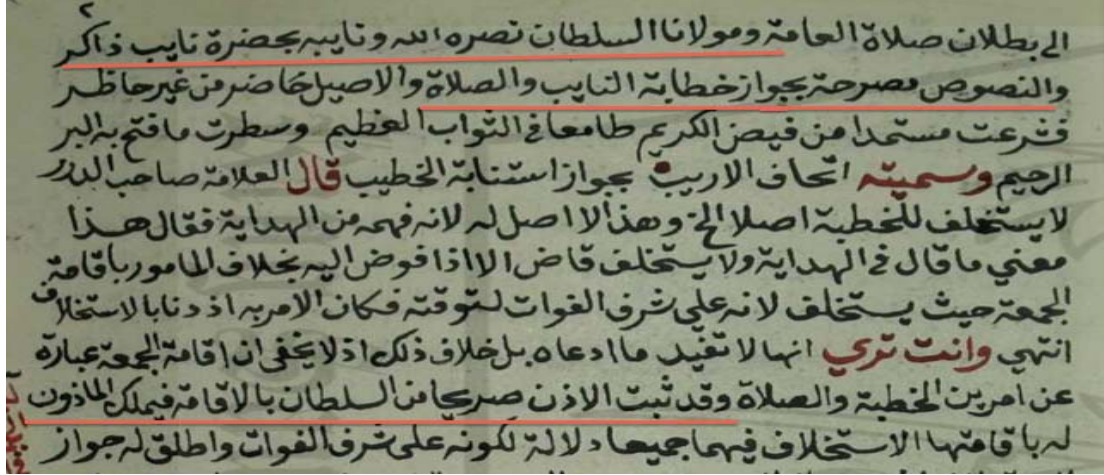 الى بطلان صلاة العامة ومولانا السلطان نصره الله ونايبه بحضرة نايب ذاكر
والنصوص مصرحة بجواز خطابة النايب والصلاة والاصيل حاضر من غير حاظر
فشرعت مستمدا من فيض الكريم طامعا في الثواب العظيم وسطرت ما فتح به البر
الرحيم وسميته اتحاف الاريب بجواز استنابة الخطيب قال العلامة صاحب الدرر
لا يستخلف للخطبة اصلا الخ وهذا لا اصل له لانه فهمه من الهداية فقال هذا
معني ما قال في الهداية ولا يستخلف قاض الا اذا فوض اليه بخلاف المامور باقامة
الجمعة حيث يستخلف لانه على شرف الفوات لتوقته فكان الامر به اذنا بالاستخلاف
انتهى وانت تري انها لا تفيد ما ادعاه بل خلاف ذلك اذ لا يخفى ان اقامة الجمعة عبارة
عن امرين الخطبة والصلاة وقد ثبت الاذن صريحا من السلطان بالاقامة فيملك الماذون
له باقامتها الاستخلاف فيهما جميعا دلالة لكونه على شرف الفوات واطلق له جواز